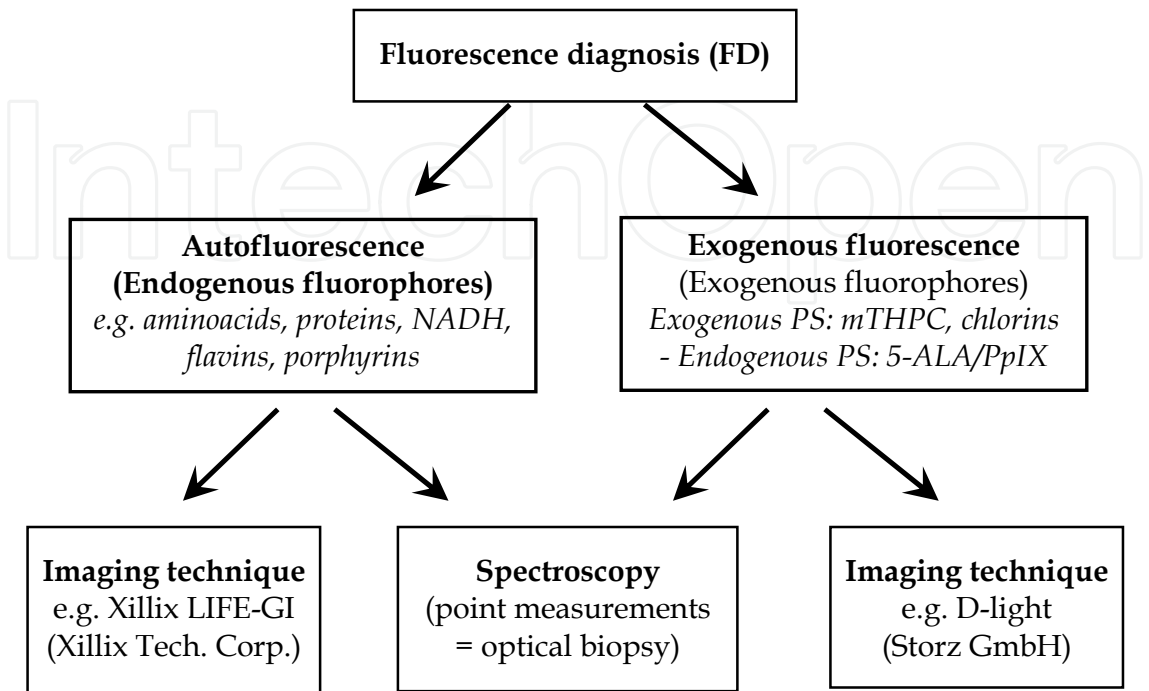 Fluorescence diagnosis (FD)
IntechOpen
Autofluorescence
(Endogenous fluorophores)
e.g. aminoacids, proteins, NADH,
flavins, porphyrins
Exogenous fluorescence
(Exogenous fluorophores)
Exogenous PS: mTHPC, chlorins
- Endogenous PS: 5-ALA/PpIX
Imaging technique
e.g. Xillix LIFE-GI
(Xillix Tech. Corp.)
Spectroscopy
(point measurements
= optical biopsy)
Imaging technique
e.g. D-light
(Storz GmbH)